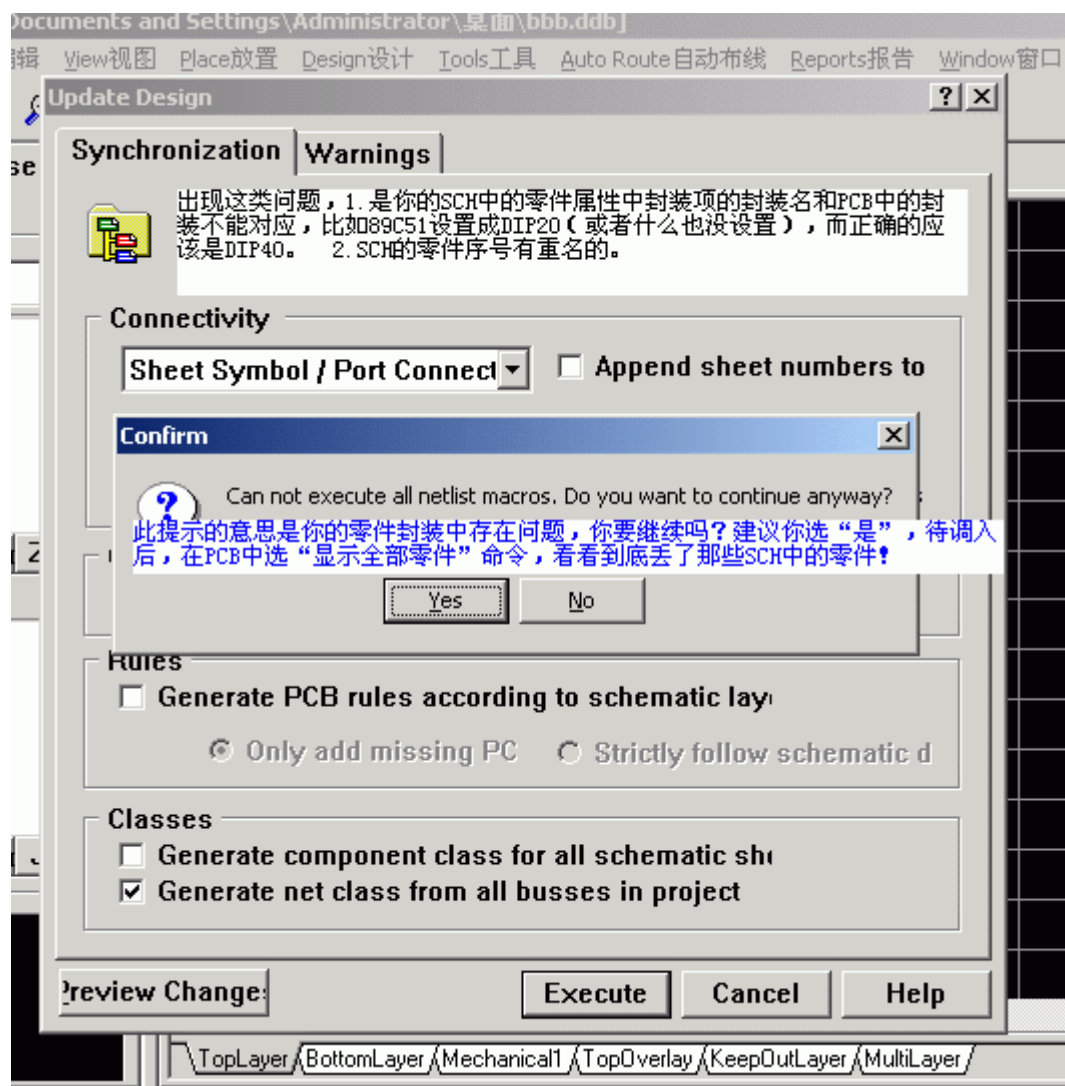 Documents and Settings\Administrator\桌面\bbb.ddb]
编辑 View视图 Place放置 Design设计 Tools工具 Auto Route自动布线 Reports报告 Window窗口
Update Design
Synchronization Warnings
出现这类问题，1.是你的SCH中的零件属性中封装项的封装名和PCB中的封
装不能对应，比如89C51设置成DIP20(或者什么也没设置)，而正确的应
该是DIP40。 2.SCH的零件序号有重名的。
Connectivity
Sheet Symbol / Port Connect
Append sheet numbers to
Confirm
Can not execute all netlist macros. Do you want to continue anyway?
此提示的意思是你的零件封装中存在问题，你要继续吗？建议你选“是”，待调入
后，在PCB中选“显示全部零件”命令，看看到底丢了那些SCH中的零件！
Yes No
Rules
Generate PCB rules according to schematic lay
Only add missing PC Strictly follow schematic d
Classes
Generate component class for all schematic sh
Generate net class from all busses in project
Preview Change
Execute Cancel Help
TopLayer BottomLayer Mechanical1 TopOverlay KeepOutLayer MultiLayer